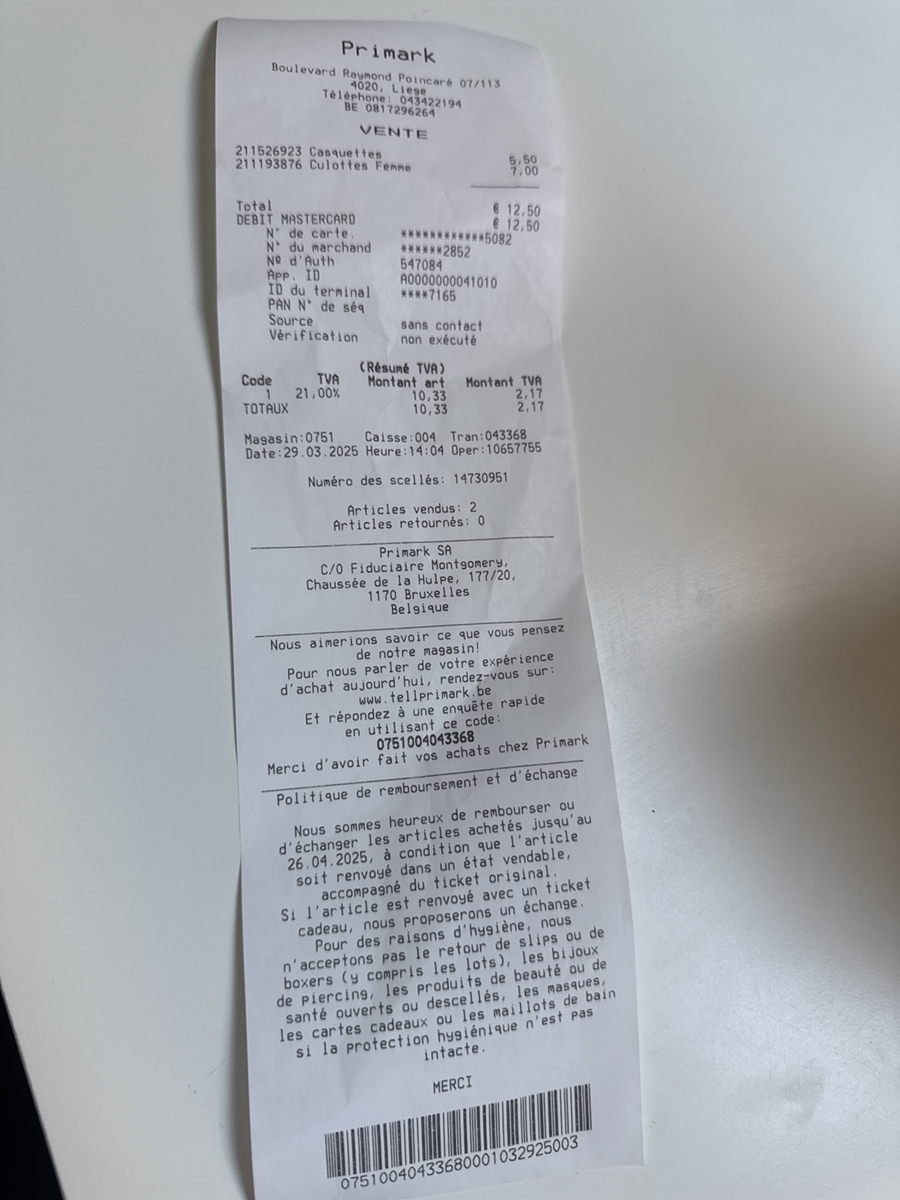 Primark
Boulevard Raymond Poincaré 07/113
4020, Liege
Téléphone: 043422194
BE 0817296264
VENTE
211526923 Casquettes 5,50
211193876 Culottes Femme 7,00
Total € 12,50
DEBIT MASTERCARD € 12,50
N° de carte. ************5082
N° du marchand ******2852
Nº d'Auth 547084
App. ID A0000000041010
ID du terminal ****7165
PAN N° de séq
Source sans contact
Vérification non exécuté
(Résumé TVA)
Code TVA Montant art Montant TVA
1 21,00% 10,33 2,17
TOTAUX 10,33 2,17
Magasin:0751 Caisse:004 Tran:043368
Date:29.03.2025 Heure:14:04 Oper:10657755
Numéro des scellés: 14730951
Articles vendus: 2
Articles retournés: 0
Primark SA
C/O Fiduciaire Montgomery,
Chaussée de la Hulpe, 177/20,
1170 Bruxelles
Belgique
Nous aimerions savoir ce que vous pensez
de notre magasin!
Pour nous parler de votre expérience
d'achat aujourd'hui, rendez-vous sur:
www.tellprimark.be
Et répondez à une enquête rapide
en utilisant ce code:
0751004043368
Merci d'avoir fait vos achats chez Primark
Politique de remboursement et d'échange
Nous sommes heureux de rembourser ou
d'échanger les articles achetés jusqu'au
26.04.2025, à condition que l'article
soit renvoyé dans un état vendable,
accompagné du ticket original.
Si l'article est renvoyé avec un ticket
cadeau, nous proposerons un échange.
Pour des raisons d'hygiène, nous
n'acceptons pas le retour de slips ou de
boxers (y compris les lots), les bijoux
de piercing, les produits de beauté ou de
santé ouverts ou descellés, les masques,
les cartes cadeaux ou les maillots de bain
si la protection hygiénique n'est pas
intacte.
MERCI
07510040433680001032925003